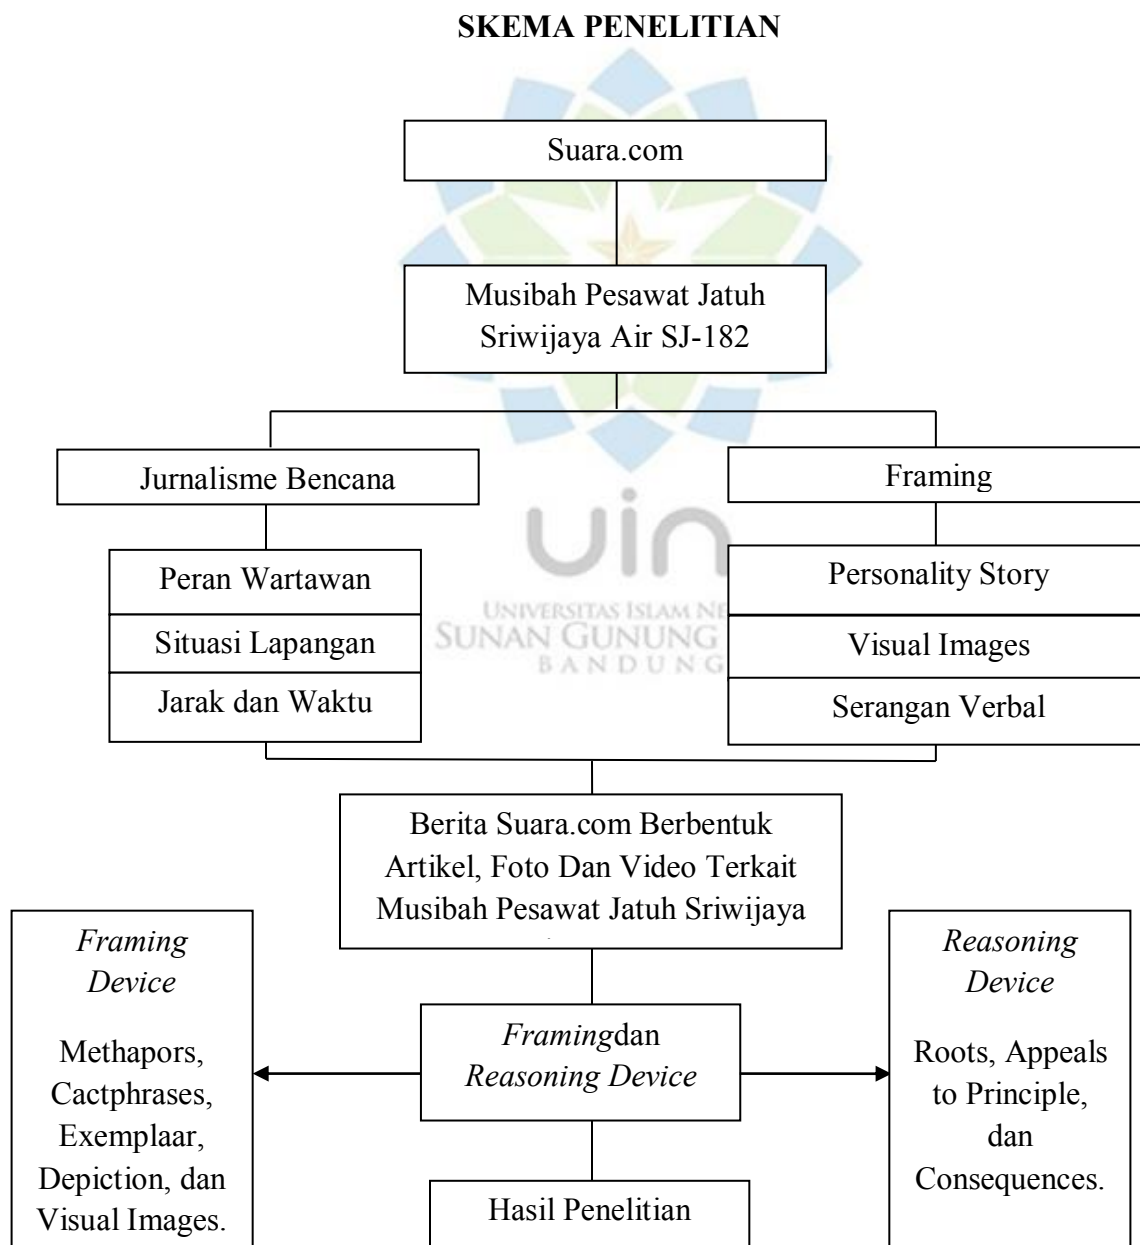 SKEMA PENELITIAN
Suara.com
Musibah Pesawat Jatuh
Sriwijaya Air SJ-182
Jurnalisme Bencana
Framing
Peran Wartawan
Situasi Lapangan
Jarak dan Waktu
Personality Story
Visual Images
Serangan Verbal
uin
UNIVERSITAS ISLAM NE
SUNAN GUNUNG
BANDUNG
Berita Suara.com Berbentuk
Artikel, Foto Dan Video Terkait
Musibah Pesawat Jatuh Sriwijaya
Framing
Device
Methapors,
Cactphrases,
Exemplaar,
Depiction, dan
Visual Images.
Framingdan
Reasoning Device
Reasoning
Device
Roots, Appeals
to Principle,
dan
Consequences.
Hasil Penelitian